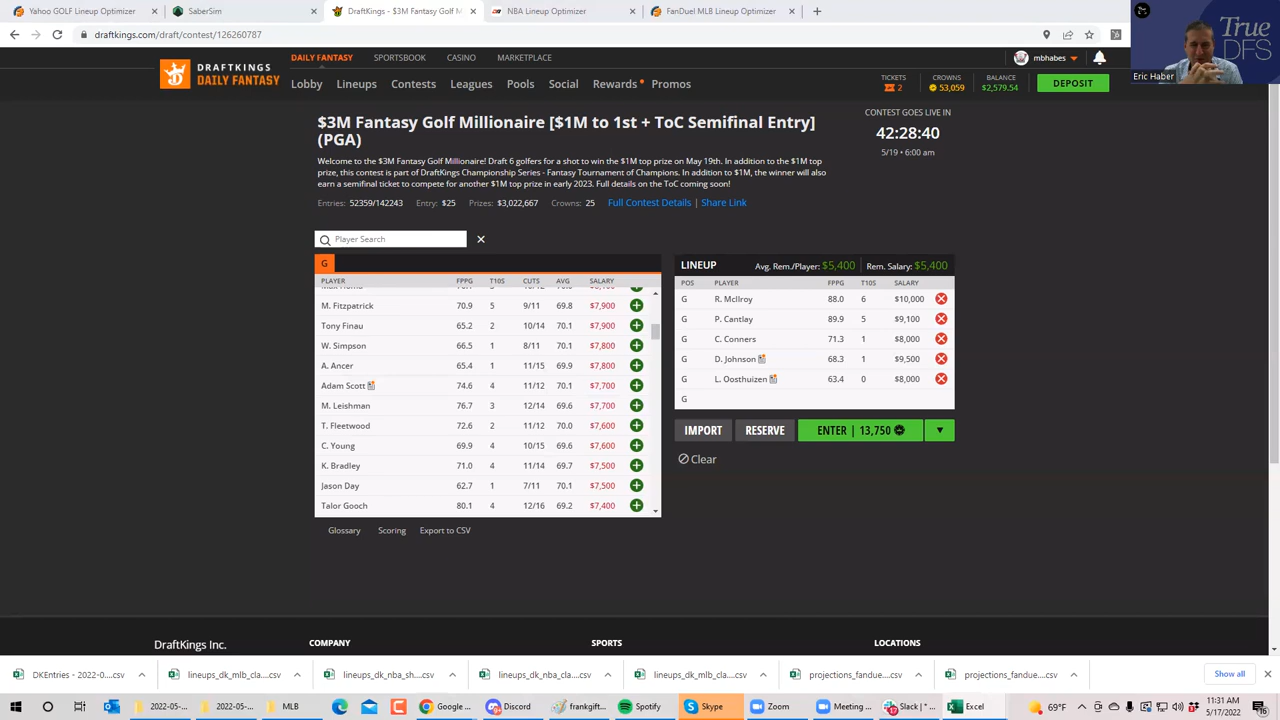 Yahoo GOLF Lineup Optimizer
SaberSim
DraftKings - $3M Fantasy Golf M
NBA Lineup Optimizer
FanDuel MLB Lineup Optimizer
draftkings.com/draft/contest/126260787
True
DFS
Eric Haber
DRAFTKINGS
DAILY FANTASY
DAILY FANTASY SPORTSBOOK CASINO MARKETPLACE
mbhabes
Lobby Lineups Contests Leagues Pools Social Rewards Promos
TICKETS CROWNS BALANCE
2 53,059 $2,579.54
DEPOSIT
$3M Fantasy Golf Millionaire [$1M to 1st + ToC Semifinal Entry]
(PGA)
CONTEST GOES LIVE IN
42:28:40
5/19 • 6:00 am
Welcome to the $3M Fantasy Golf Millionaire! Draft 6 golfers for a shot to win the $1M top prize on May 19th. In addition to the $1M top
prize, this contest is part of DraftKings Championship Series - Fantasy Tournament of Champions. In addition to $1M, the winner will also
earn a semifinal ticket to compete for another $1M top prize in early 2023. Full details on the ToC coming soon!
Entries: 52359/142243 Entry: $25 Prizes: $3,022,667 Crowns: 25 Full Contest Details | Share Link
Player Search
G
PLAYER FPPG T10S CUTS AVG SALARY
M. Fitzpatrick 70.9 5 9/11 69.8 $7,900
Tony Finau 65.2 2 10/14 70.1 $7,900
W. Simpson 66.5 1 8/11 70.1 $7,800
A. Ancer 65.4 1 11/15 69.9 $7,800
Adam Scott 74.6 4 11/12 70.1 $7,700
M. Leishman 76.7 3 12/14 69.6 $7,700
T. Fleetwood 72.6 2 11/12 70.0 $7,600
C. Young 69.9 4 10/15 69.6 $7,600
K. Bradley 71.0 4 11/14 69.7 $7,500
Jason Day 62.7 1 7/11 70.1 $7,500
Talor Gooch 80.1 4 12/16 69.2 $7,400
Glossary Scoring Export to CSV
LINEUP Avg. Rem./Player: $5,400 Rem. Salary: $5,400
POS PLAYER FPPG T10S SALARY
G R. McIlroy 88.0 6 $10,000
G P. Cantlay 89.9 5 $9,100
G C. Conners 71.3 1 $8,000
G D. Johnson 68.3 1 $9,500
G L. Oosthuizen 63.4 0 $8,000
G
IMPORT RESERVE ENTER | 13,750
Clear
DraftKings Inc. COMPANY SPORTS LOCATIONS
DKEntries - 2022-0....csv
lineups_dk_mlb_cla....csv
lineups_dk_nba_sh....csv
lineups_dk_nba_cla....csv
lineups_dk_mlb_cla....csv
projections_fandue....csv
projections_fandue....csv
Show all
2022-05-...
2022-05-...
MLB
Google ...
Discord
frankgift...
Spotify
Skype
Zoom
Meeting ...
Slack | * ...
Excel
69°F
11:31 AM
5/17/2022